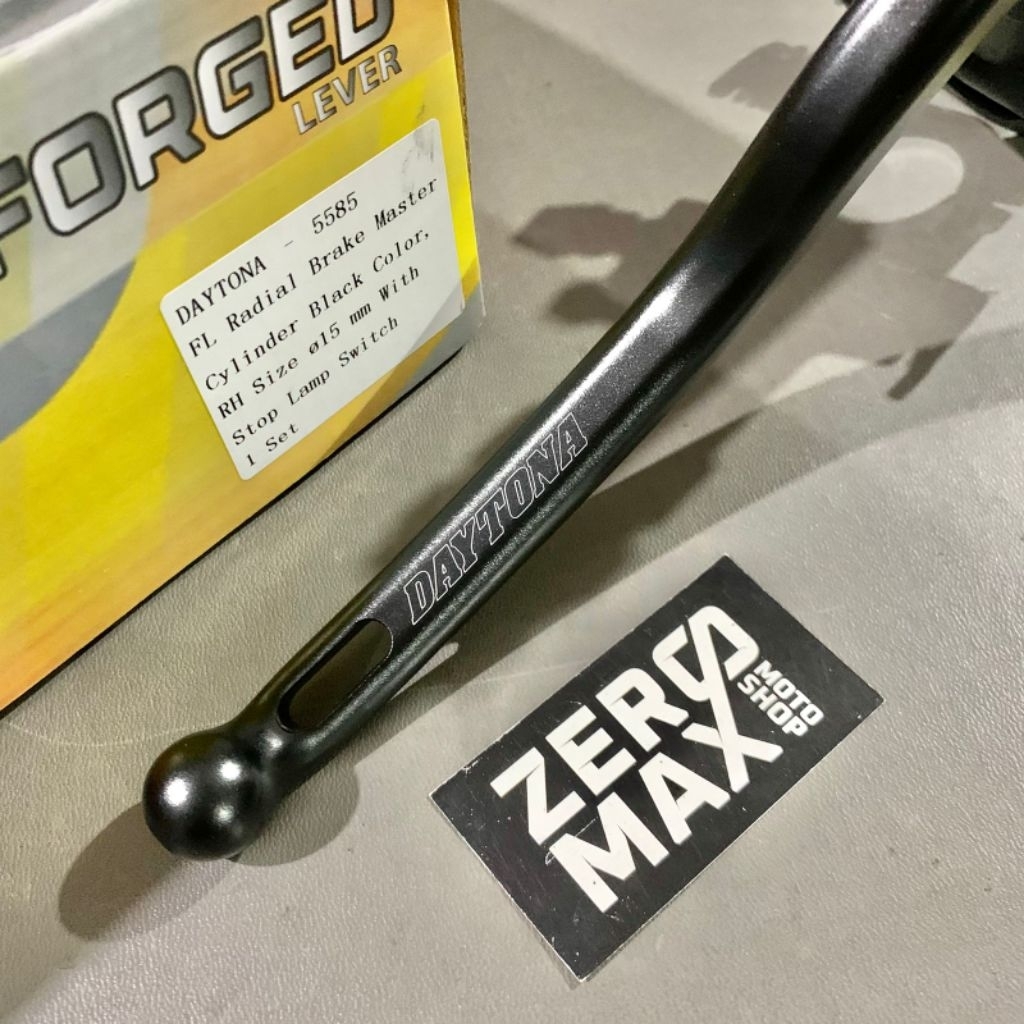 FORGED
LEVER
DAYTONA - 5585
FL Radial Brake Master
Cylinder Black Color,
RH Size ø15 mm With
Stop Lamp Switch
1 Set
DAYTONA
ZERO
MAX
MOTO
SHOP